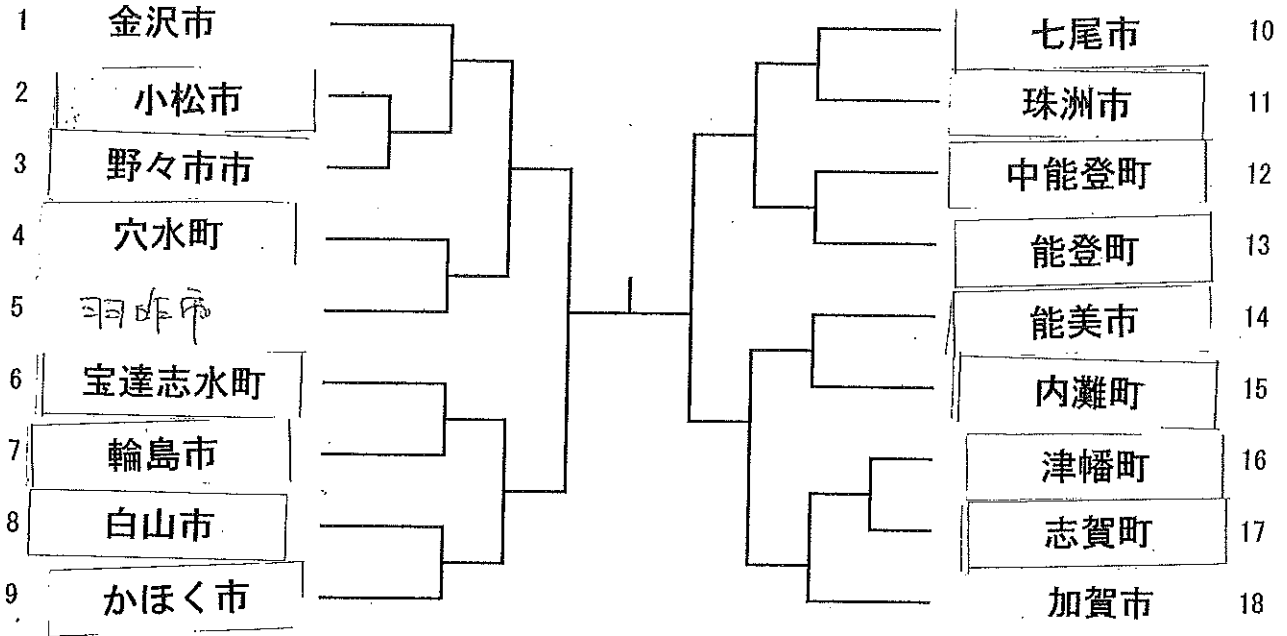 1 金沢市
2 小松市
3 野々市市
4 穴水町
5 羽咋市
6 宝達志水町
7 輪島市
8 白山市
9 かほく市
七尾市 10
珠洲市 11
中能登町 12
能登町 13
能美市 14
内灘町 15
津幡町 16
志賀町 17
加賀市 18